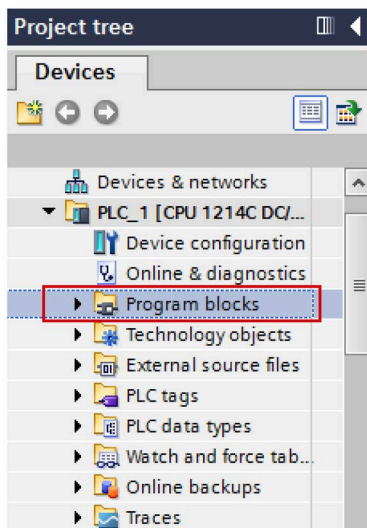 Project tree
Devices
Devices & networks
PLC_1 [CPU 1214C DC/...
Device configuration
Online & diagnostics
Program blocks
Technology objects
External source files
PLC tags
PLC data types
Watch and force tab...
Online backups
Traces